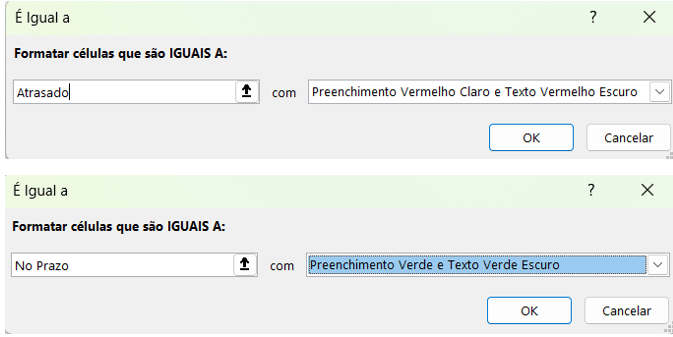 É Igual a ?
Formatar células que são IGUAIS A:
Atrasado com Preenchimento Vermelho Claro e Texto Vermelho Escuro
OK Cancelar
É Igual a ?
Formatar células que são IGUAIS A:
No Prazo com Preenchimento Verde e Texto Verde Escuro
OK Cancelar